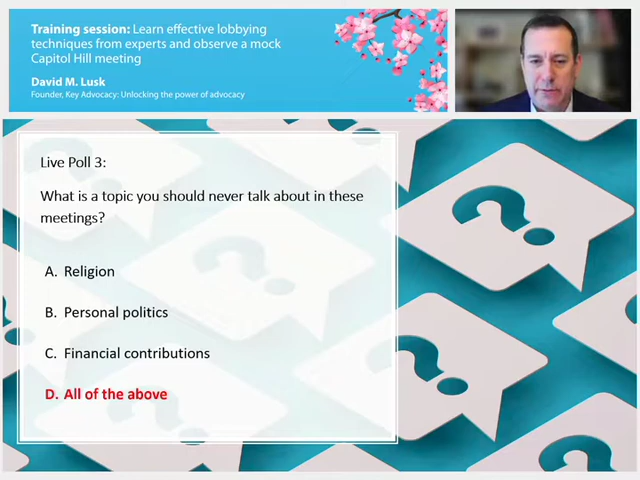 Training session: Learn effective lobbying
techniques from experts and observe a mock
Capitol Hill meeting
David M. Lusk
Founder, Key Advocacy: Unlocking the power of advocacy
Live Poll 3:
What is a topic you should never talk about in these
meetings?
A. Religion
B. Personal politics
C. Financial contributions
D. All of the above